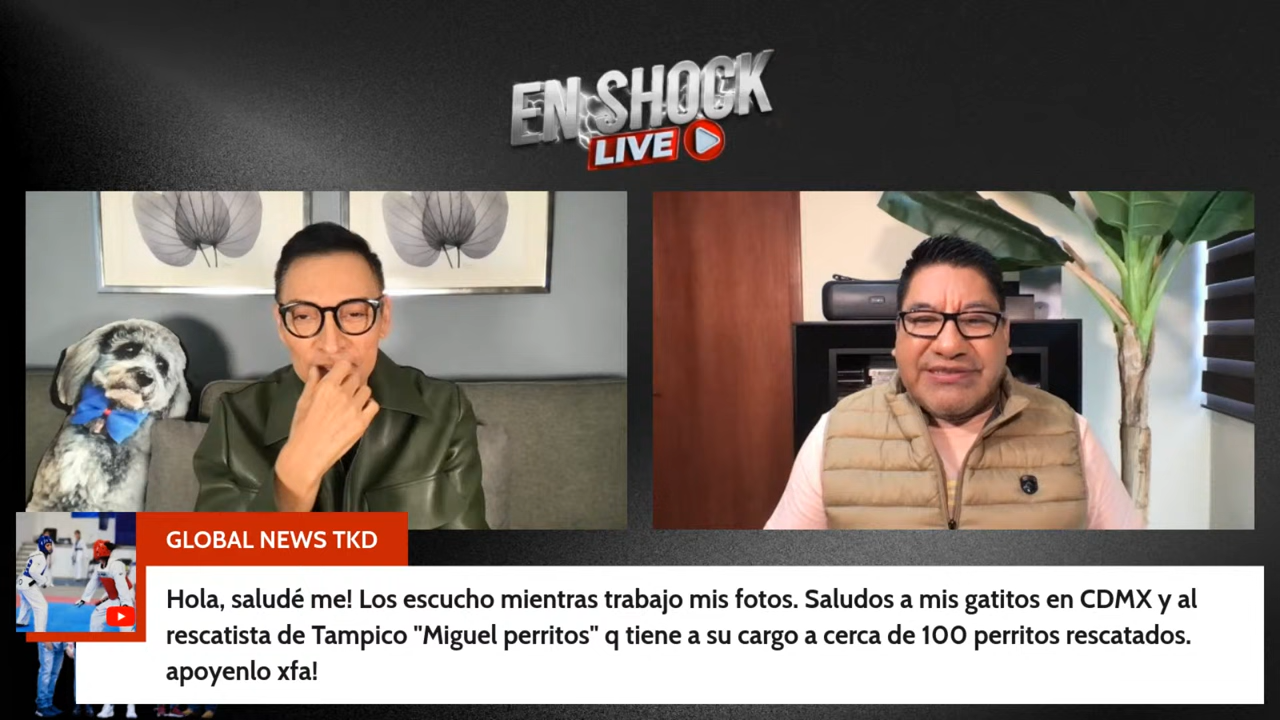 EN SHOCK
LIVE
GLOBAL NEWS TKD
Hola, saludé me! Los escucho mientras trabajo mis fotos. Saludos a mis gatitos en CDMX y al
rescatista de Tampico "Miguel perritos" q tiene a su cargo a cerca de 100 perritos rescatados.
apoyenlo xfa!